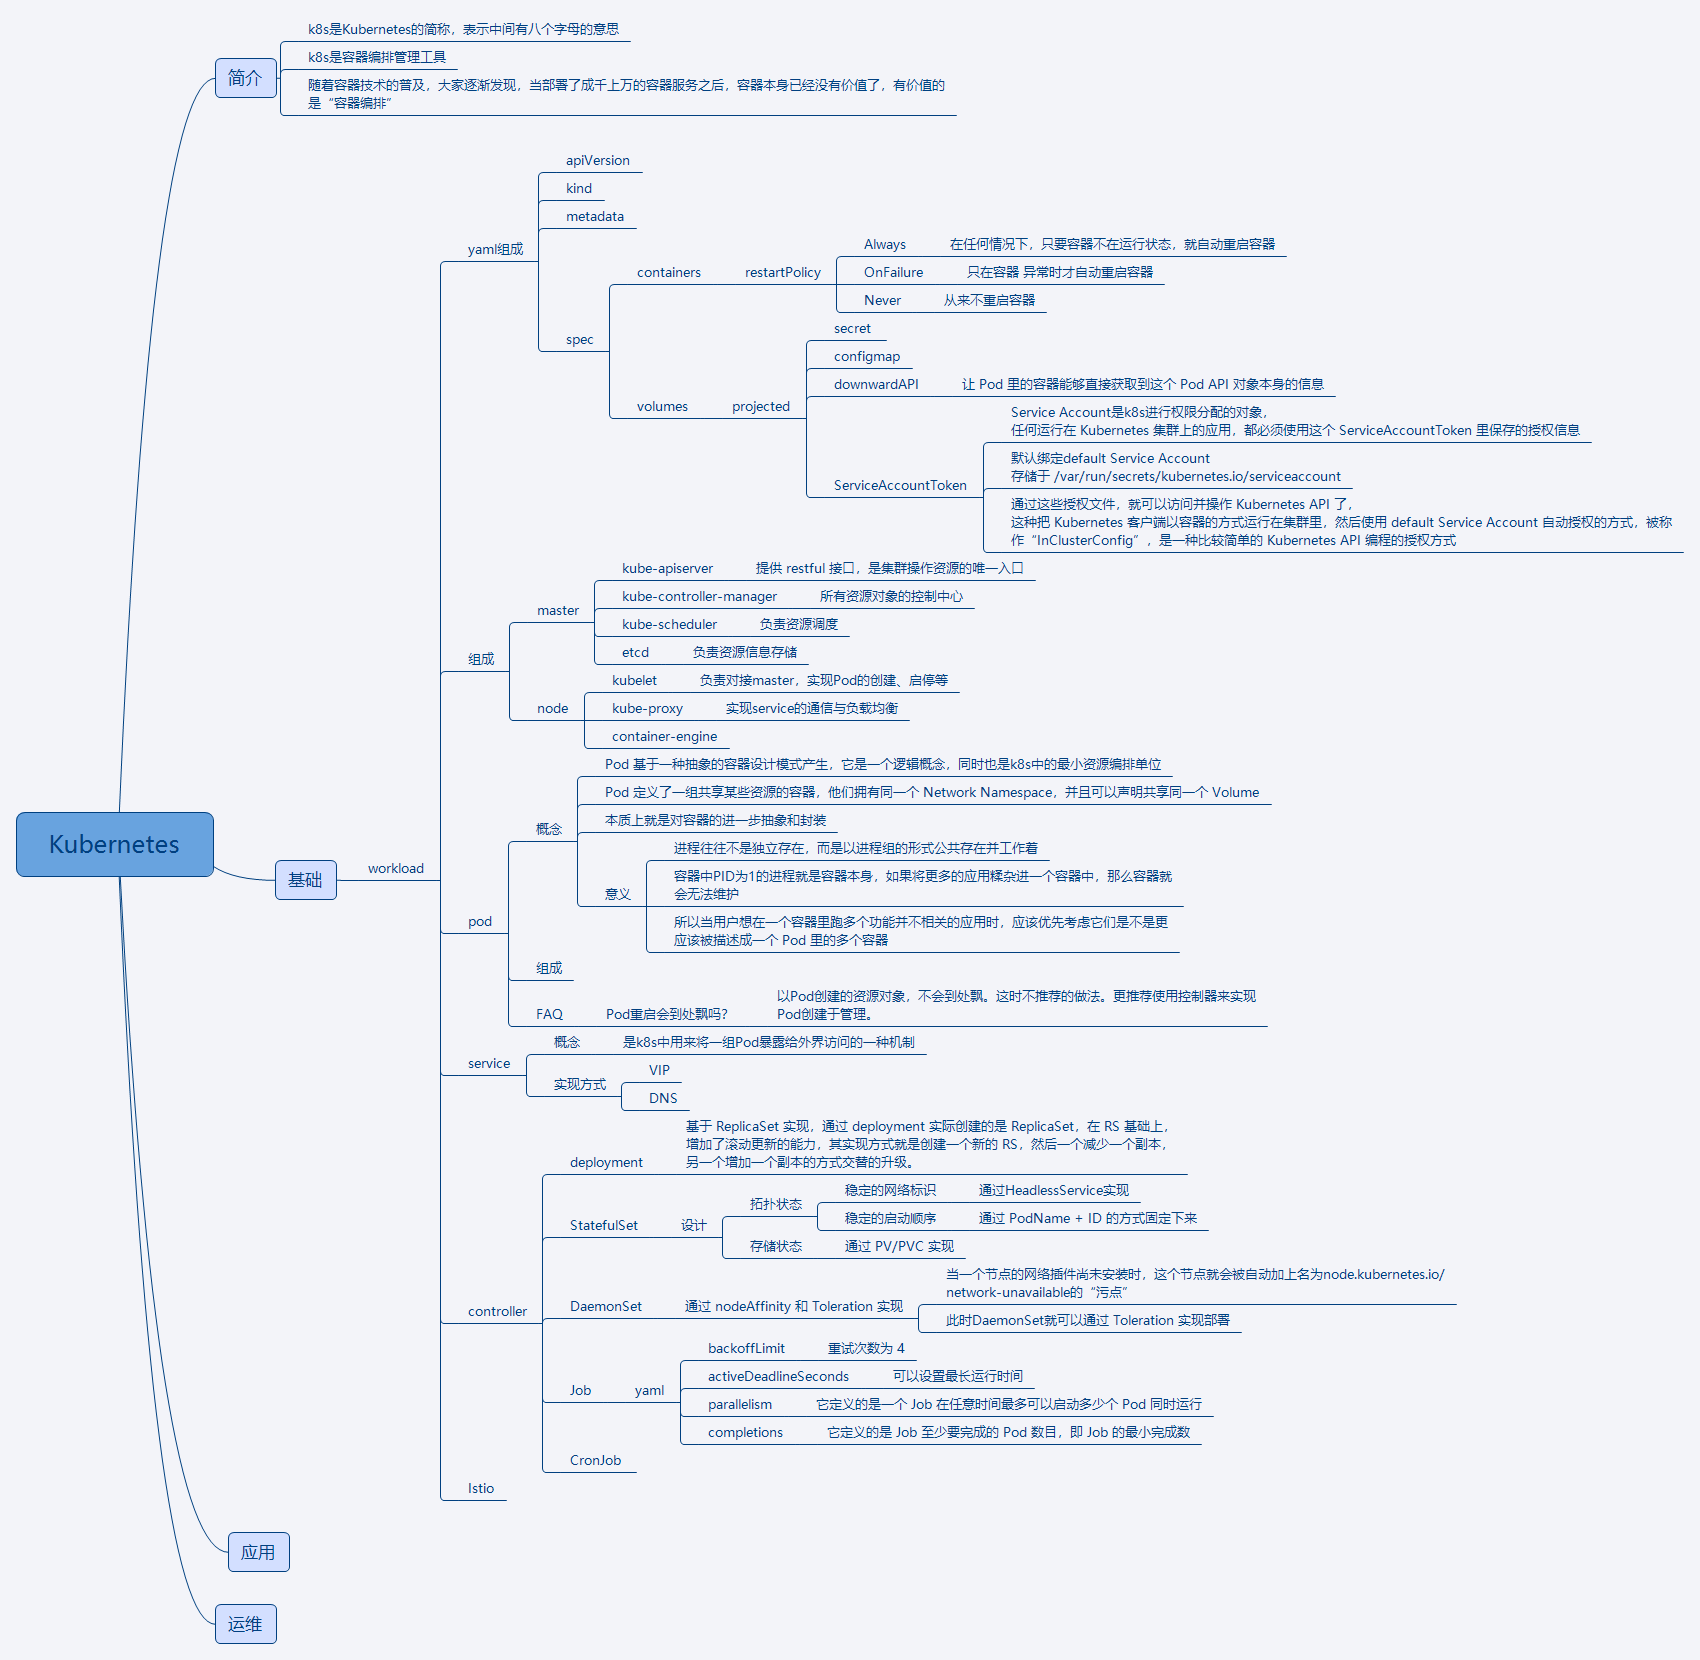 k8s是Kubernetes的简称，表示中间有八个字母的意思
k8s是容器编排管理工具
简介
随着容器技术的普及，大家逐渐发现，当部署了成千上万的容器服务之后，容器本身已经没有价值了，有价值的
是“容器编排”
apiVersion
kind
metadata
yaml组成
Always 在任何情况下，只要容器不在运行状态，就自动重启容器
containers restartPolicy OnFailure 只在容器 异常时才自动重启容器
Never 从来不重启容器
spec
secret
configmap
downwardAPI 让 Pod 里的容器能够直接获取到这个 Pod API 对象本身的信息
volumes projected
Service Account是k8s进行权限分配的对象，
任何运行在 Kubernetes 集群上的应用，都必须使用这个 ServiceAccountToken 里保存的授权信息
默认绑定default Service Account
存储于 /var/run/secrets/kubernetes.io/serviceaccount
ServiceAccountToken
通过这些授权文件，就可以访问并操作 Kubernetes API 了，
这种把 Kubernetes 客户端以容器的方式运行在集群里，然后使用 default Service Account 自动授权的方式，被称
作“InClusterConfig”，是一种比较简单的 Kubernetes API 编程的授权方式
kube-apiserver 提供 restful 接口，是集群操作资源的唯一入口
kube-controller-manager 所有资源对象的控制中心
master
kube-scheduler 负责资源调度
etcd 负责资源信息存储
组成
kubelet 负责对接master，实现Pod的创建、启停等
node kube-proxy 实现service的通信与负载均衡
container-engine
Pod 基于一种抽象的容器设计模式产生，它是一个逻辑概念，同时也是k8s中的最小资源编排单位
Pod 定义了一组共享某些资源的容器，他们拥有同一个 Network Namespace，并且可以声明共享同一个 Volume
本质上就是对容器的进一步抽象和封装
概念
进程往往不是独立存在，而是以进程组的形式公共存在并工作着
容器中PID为1的进程就是容器本身，如果将更多的应用糅杂进一个容器中，那么容器就
会无法维护
意义
所以当用户想在一个容器里跑多个功能并不相关的应用时，应该优先考虑它们是不是更
应该被描述成一个 Pod 里的多个容器
Kubernetes
基础
workload
pod
组成
以Pod创建的资源对象，不会到处飘。这时不推荐的做法。更推荐使用控制器来实现
FAQ Pod重启会到处飘吗？ Pod创建于管理。
概念 是k8s中用来将一组Pod暴露给外界访问的一种机制
service
VIP
实现方式
DNS
基于 ReplicaSet 实现，通过 deployment 实际创建的是 ReplicaSet，在 RS 基础上，
增加了滚动更新的能力，其实现方式就是创建一个新的 RS，然后一个减少一个副本，
deployment 另一个增加一个副本的方式交替的升级。
稳定的网络标识 通过HeadlessService实现
拓扑状态
稳定的启动顺序 通过 PodName + ID 的方式固定下来
StatefulSet 设计
存储状态 通过 PV/PVC 实现
当一个节点的网络插件尚未安装时，这个节点就会被自动加上名为node.kubernetes.io/
network-unavailable的“污点”
DaemonSet 通过 nodeAffinity 和 Toleration 实现
此时DaemonSet就可以通过 Toleration 实现部署
controller
backoffLimit 重试次数为 4
activeDeadlineSeconds 可以设置最长运行时间
Job yaml
parallelism 它定义的是一个 Job 在任意时间最多可以启动多少个 Pod 同时运行
completions 它定义的是 Job 至少要完成的 Pod 数目，即 Job 的最小完成数
CronJob
Istio
应用
运维